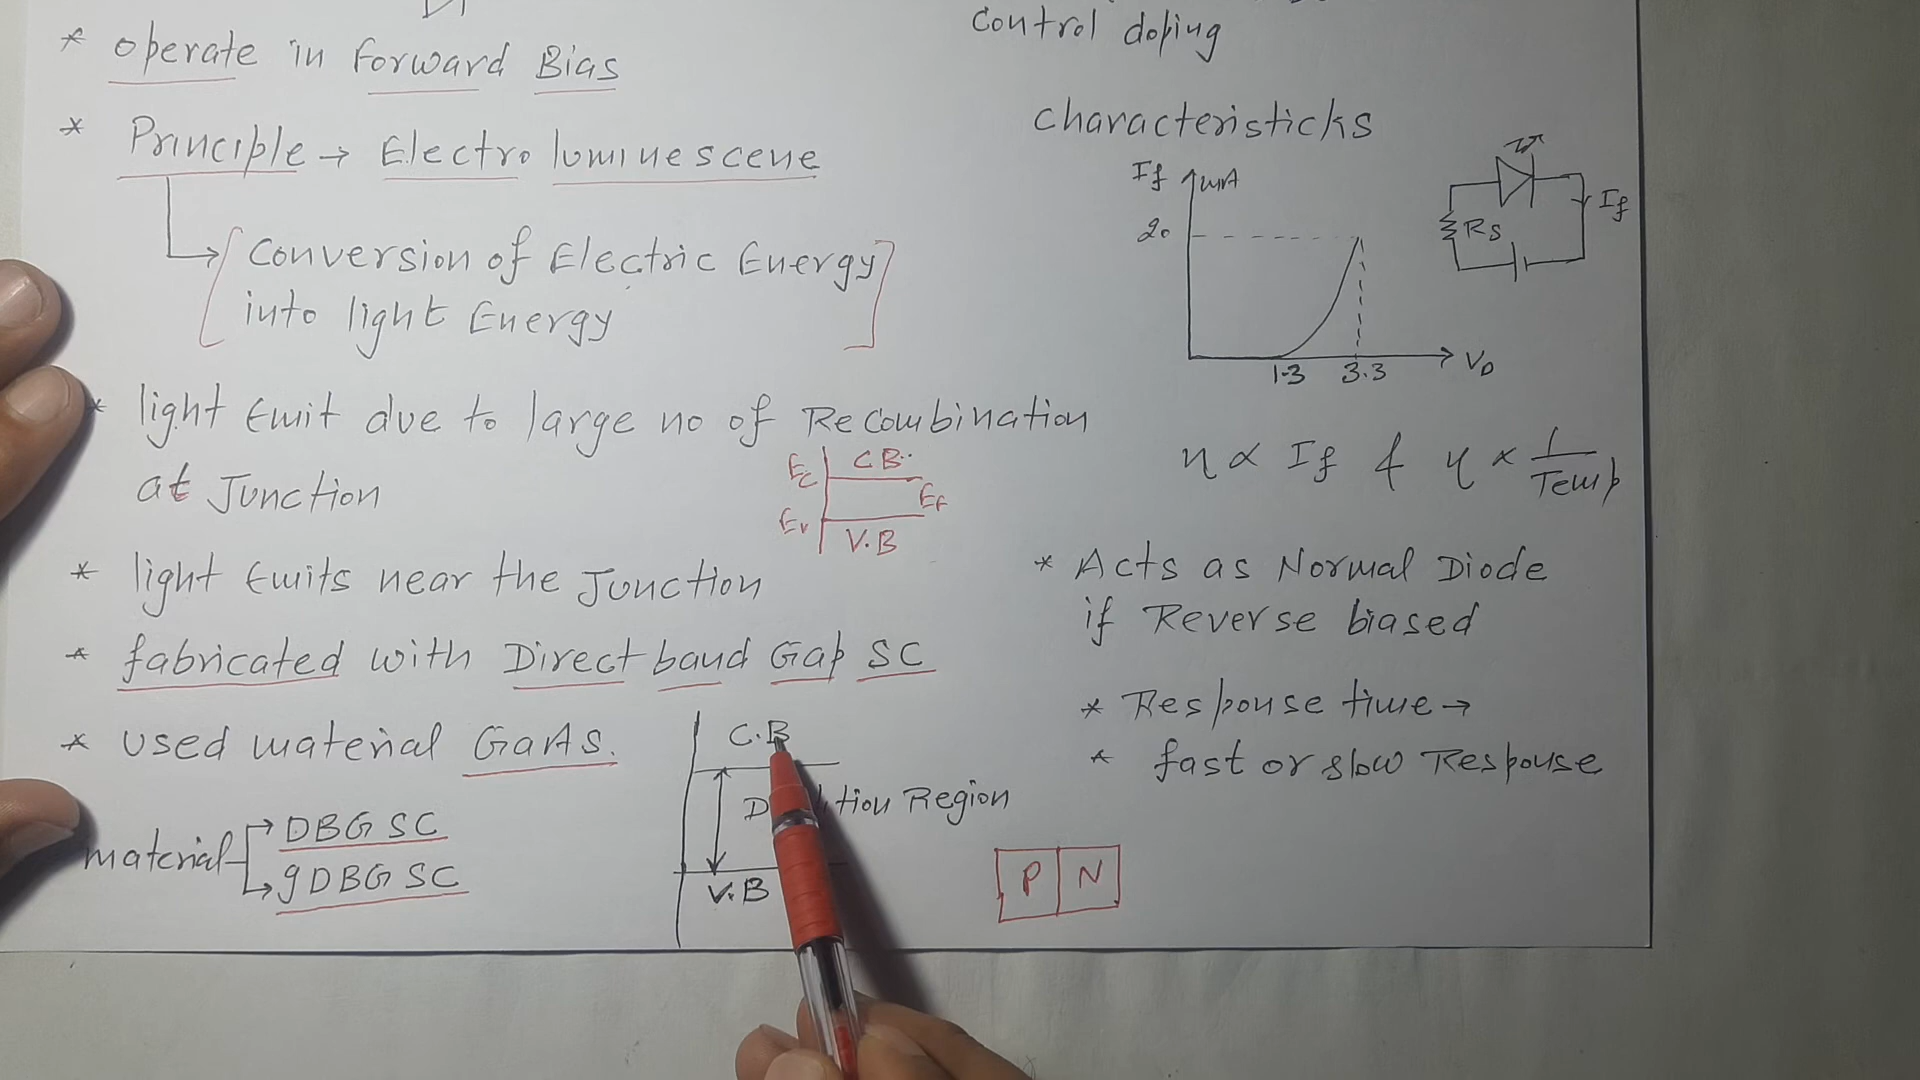 * operate in forward Bias
* Principle → Electro luminescene
Conversion of Electric Energy
into light Energy
* light Emit due to large no of Recombination
at Junction
Ec C B
Ev V.B Ef
* light Emits near the Junction
* fabricated with Direct band Gap SC
* used material GaAs.
material DBG SC
gDBG SC
C.B
Region
V.B
P N
Control doping
characteristicks
If mA
20
1.3 3.3 VD
Rs If
η ∝ If & η ∝ 1/Temp
* Acts as Normal Diode
if Reverse biased
* Response time →
* fast or slow Response